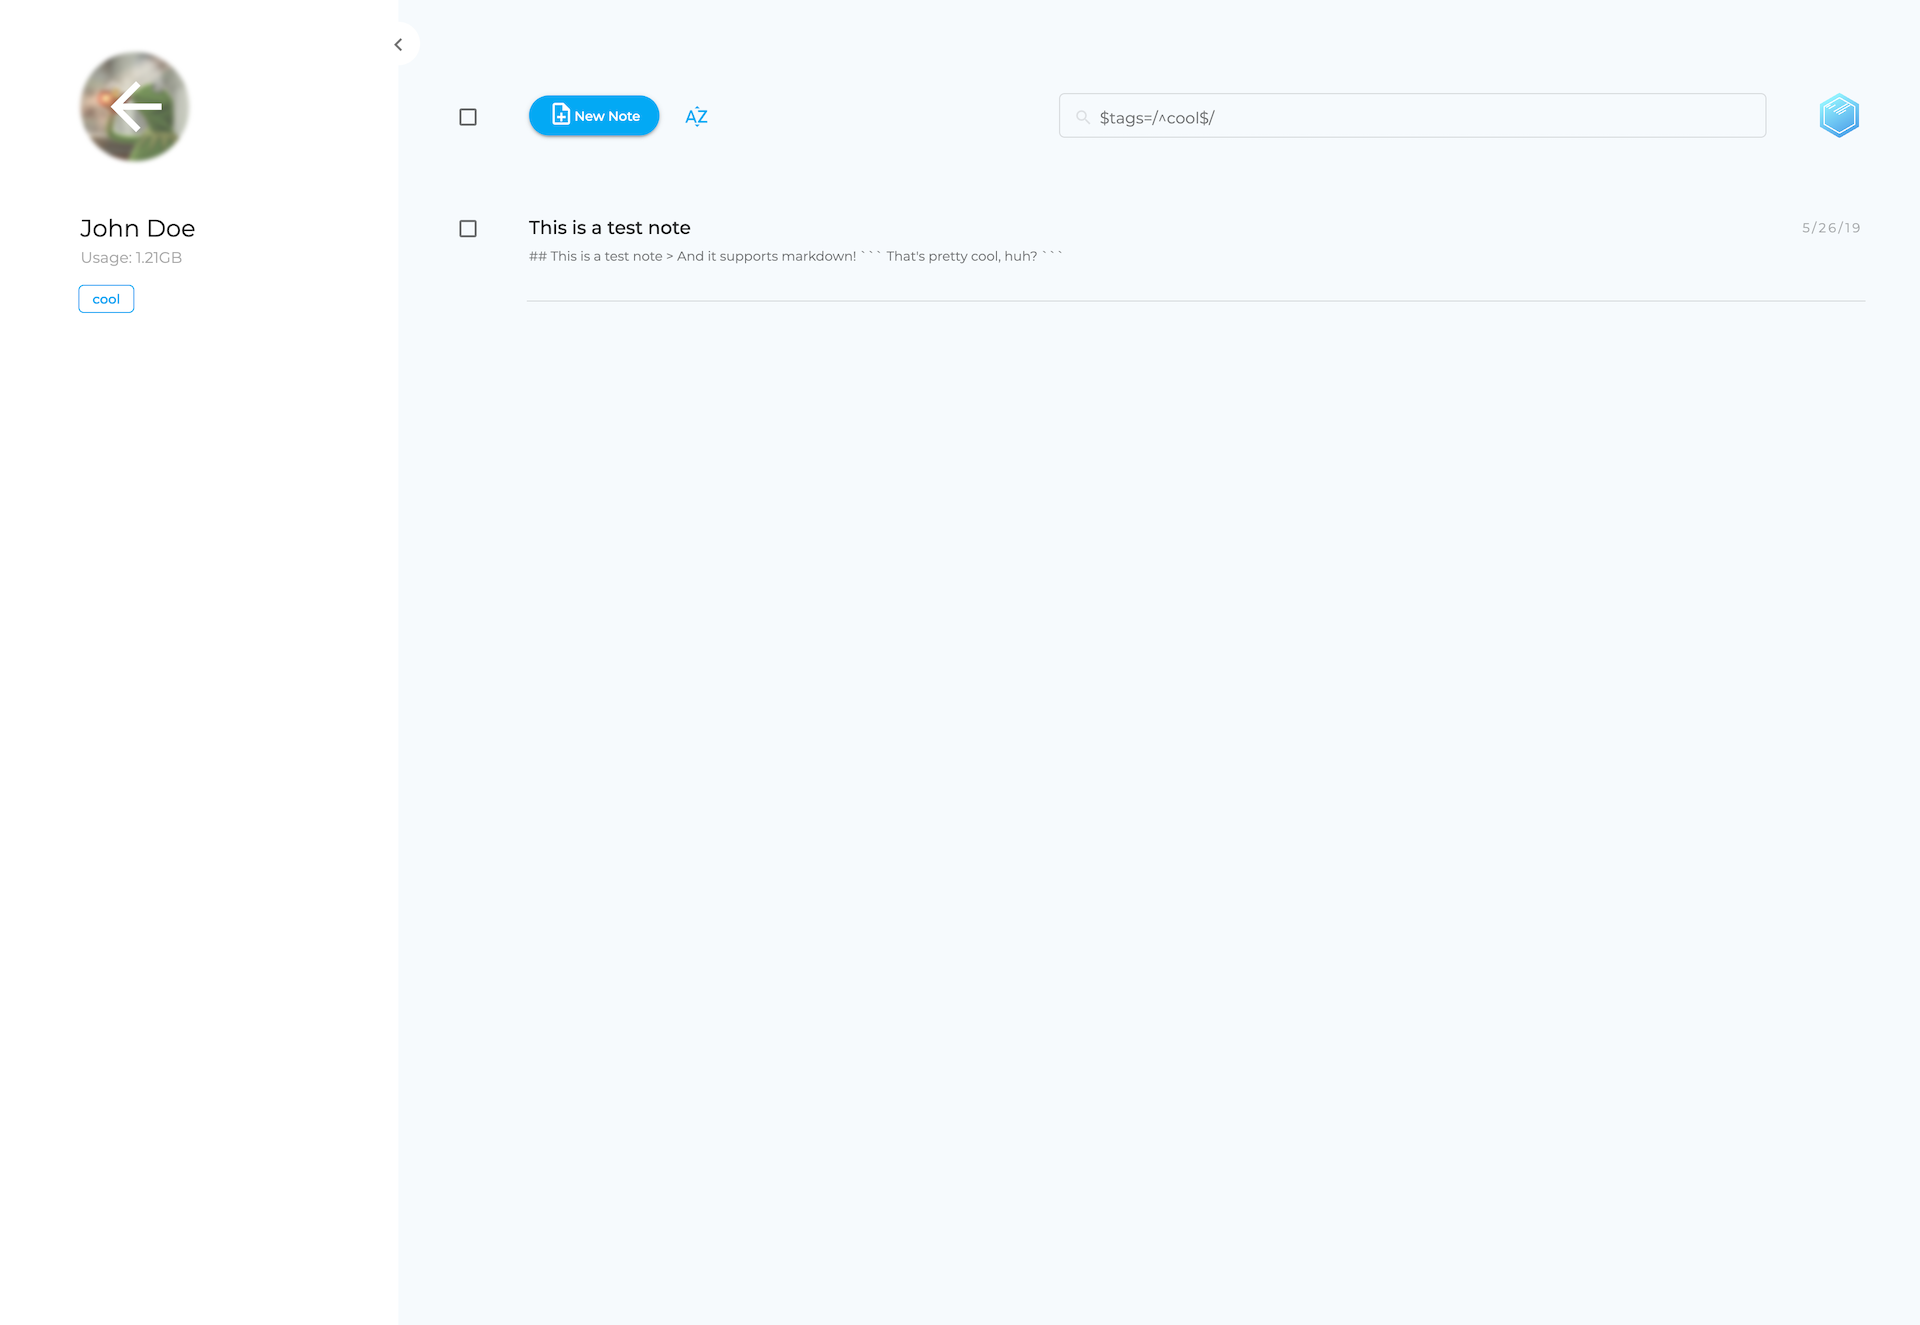 John Doe
Usage: 1.21GB
cool
New Note
AZ
$tags=/^cool$/
This is a test note
5/26/19
## This is a test note > And it supports markdown! ``` That's pretty cool, huh? ```